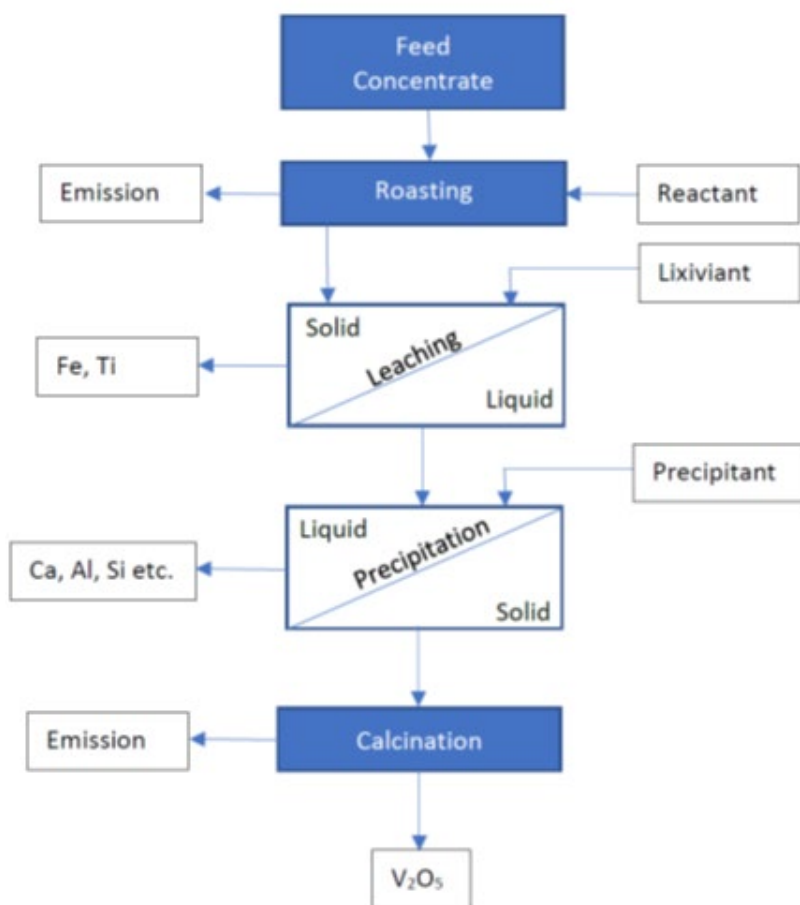 Feed
Concentrate
Emission
Roasting
Reactant
Lixiviant
Solid
Leaching
Fe, Ti
Liquid
Precipitant
Liquid
Precipitation
Ca, Al, Si etc.
Solid
Emission
Calcination
V₂O₅